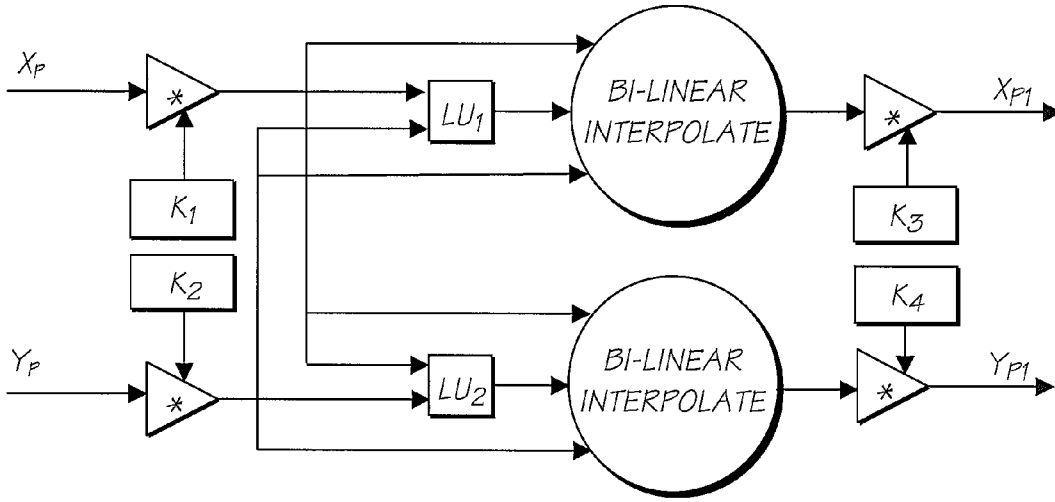 X_P
*
K_1
K_2
Y_P
*
LU_1
LU_2
BI-LINEAR
INTERPOLATE
BI-LINEAR
INTERPOLATE
*
X_P1
K_3
K_4
*
Y_P1